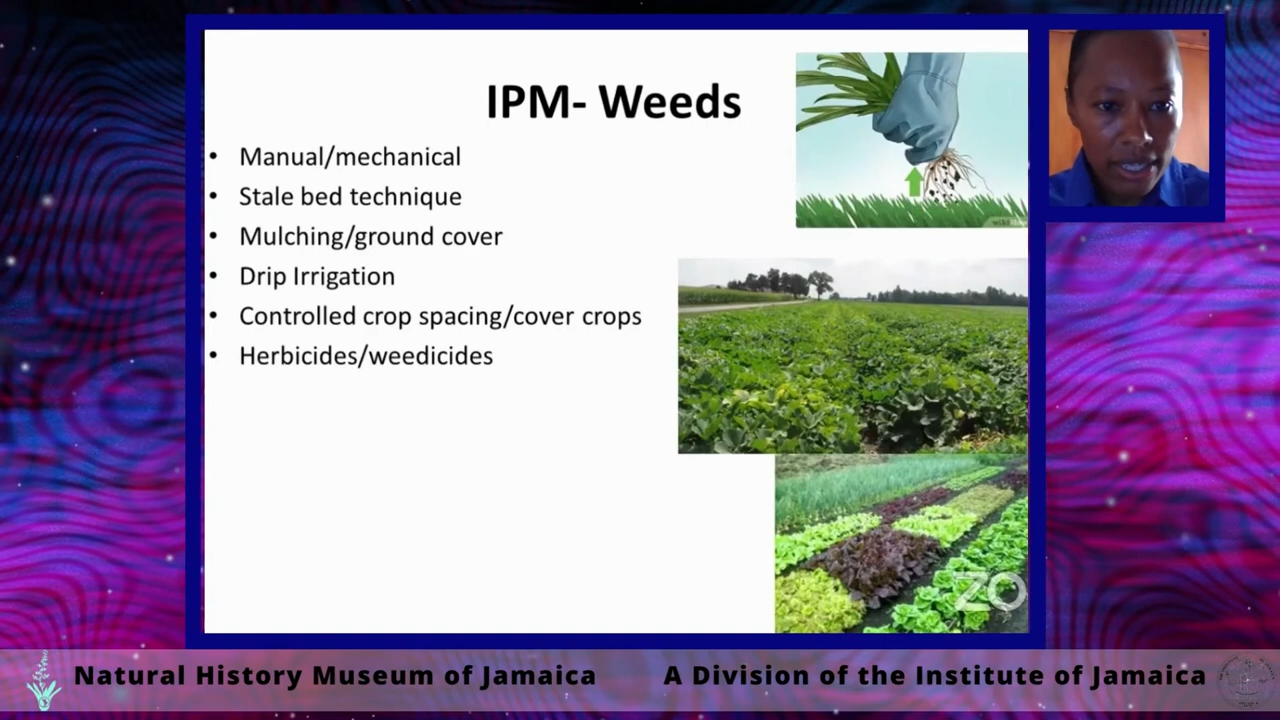 IPM- Weeds
• Manual/mechanical
• Stale bed technique
• Mulching/ground cover
• Drip Irrigation
• Controlled crop spacing/cover crops
• Herbicides/weedicides
ZO
Natural History Museum of Jamaica
A Division of the Institute of Jamaica